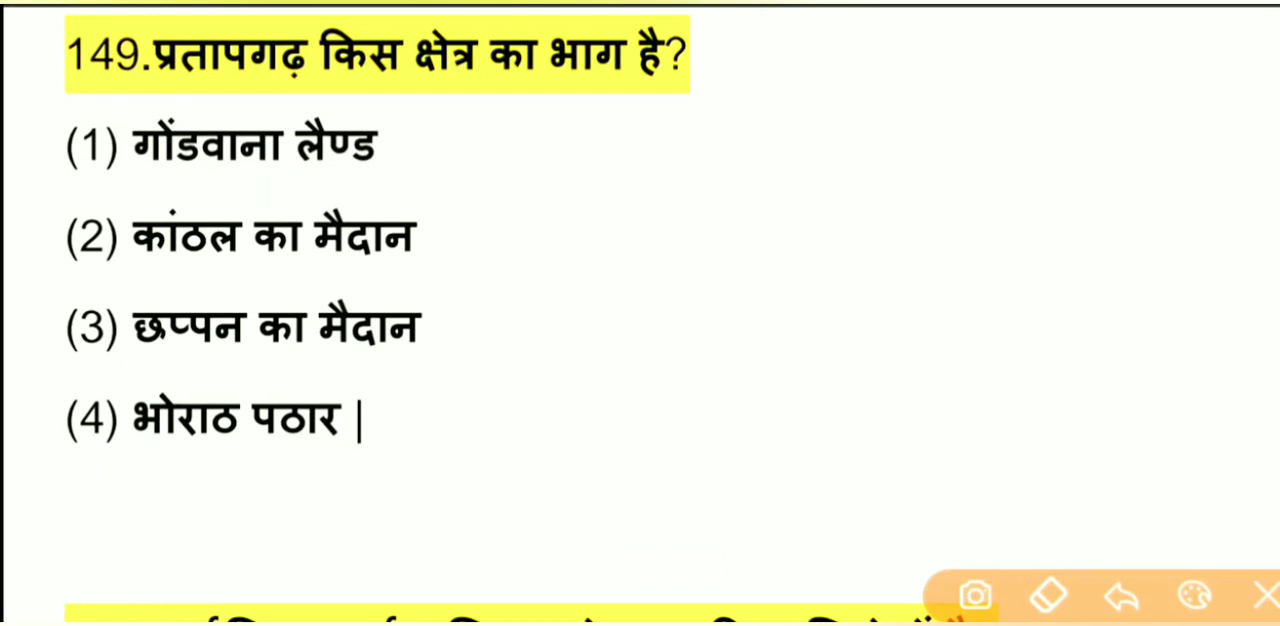 149.प्रतापगढ़ किस क्षेत्र का भाग है?
(1) गोंडवाना लैण्ड
(2) कांठल का मैदान
(3) छप्पन का मैदान
(4) भोराठ पठार |